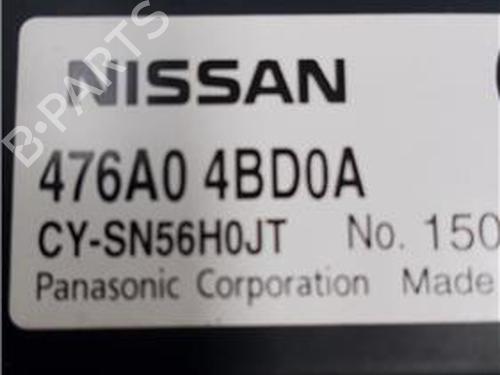 NISSAN
476A0 4BD0A
CY-SN56H0JT No. 150
Panasonic Corporation Made
B-PARTS